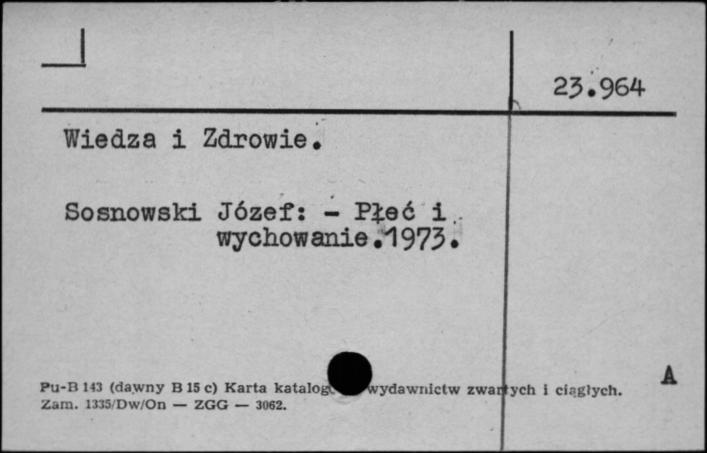 23.964
Wiedza i Zdrowie.
Sosnowski Józef: - Płeć i
wychowanie.1973.
Pu-B 143 (dawny B 15 c) Karta katalog wydawnictw zwartych i ciągłych.
Zam. 1335/Dw/On — ZGG — 3062.
A